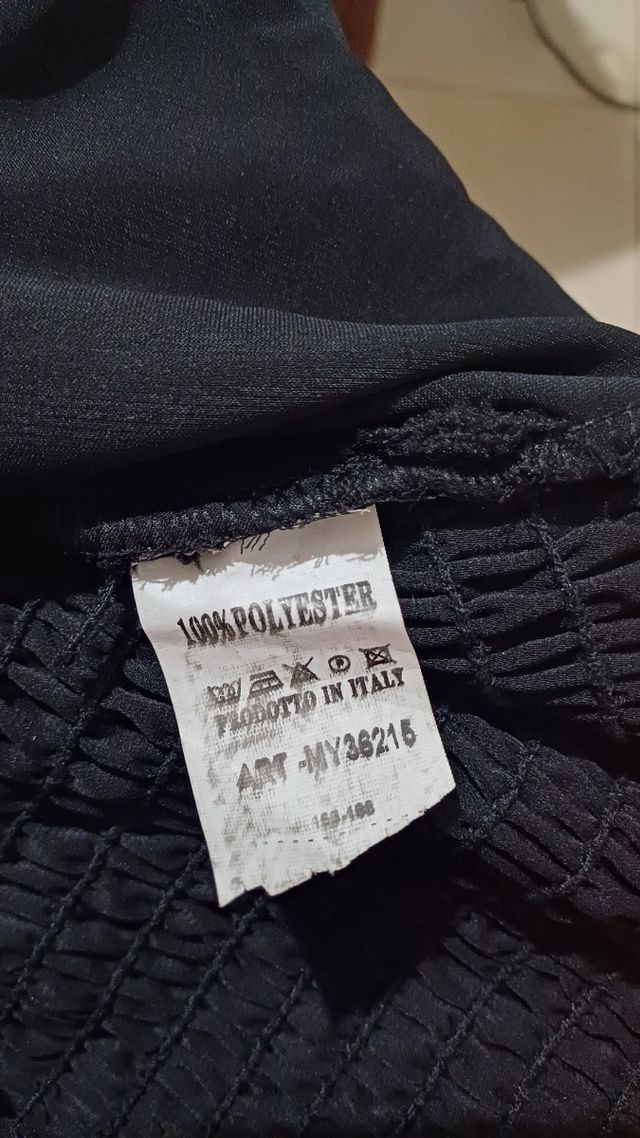 100% POLYESTER
PRODOTTO IN ITALY
ART -MY36215